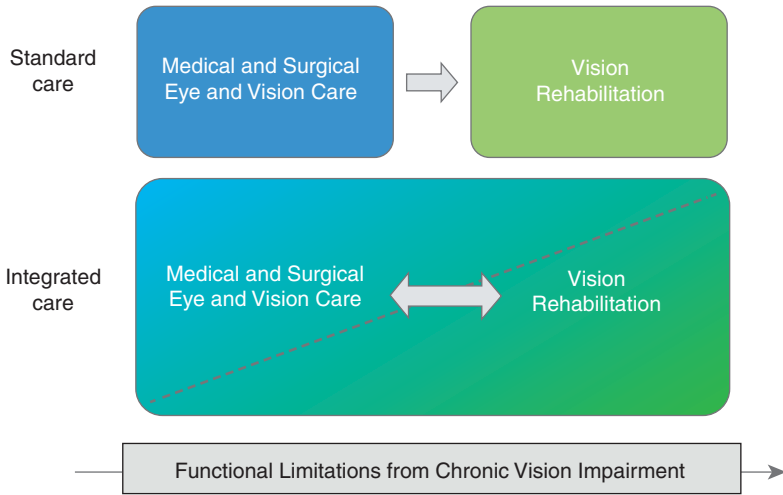 Standard
care
Medical and Surgical
Eye and Vision Care
Vision
Rehabilitation
Integrated
care
Medical and Surgical
Eye and Vision Care
Vision
Rehabilitation
Functional Limitations from Chronic Vision Impairment